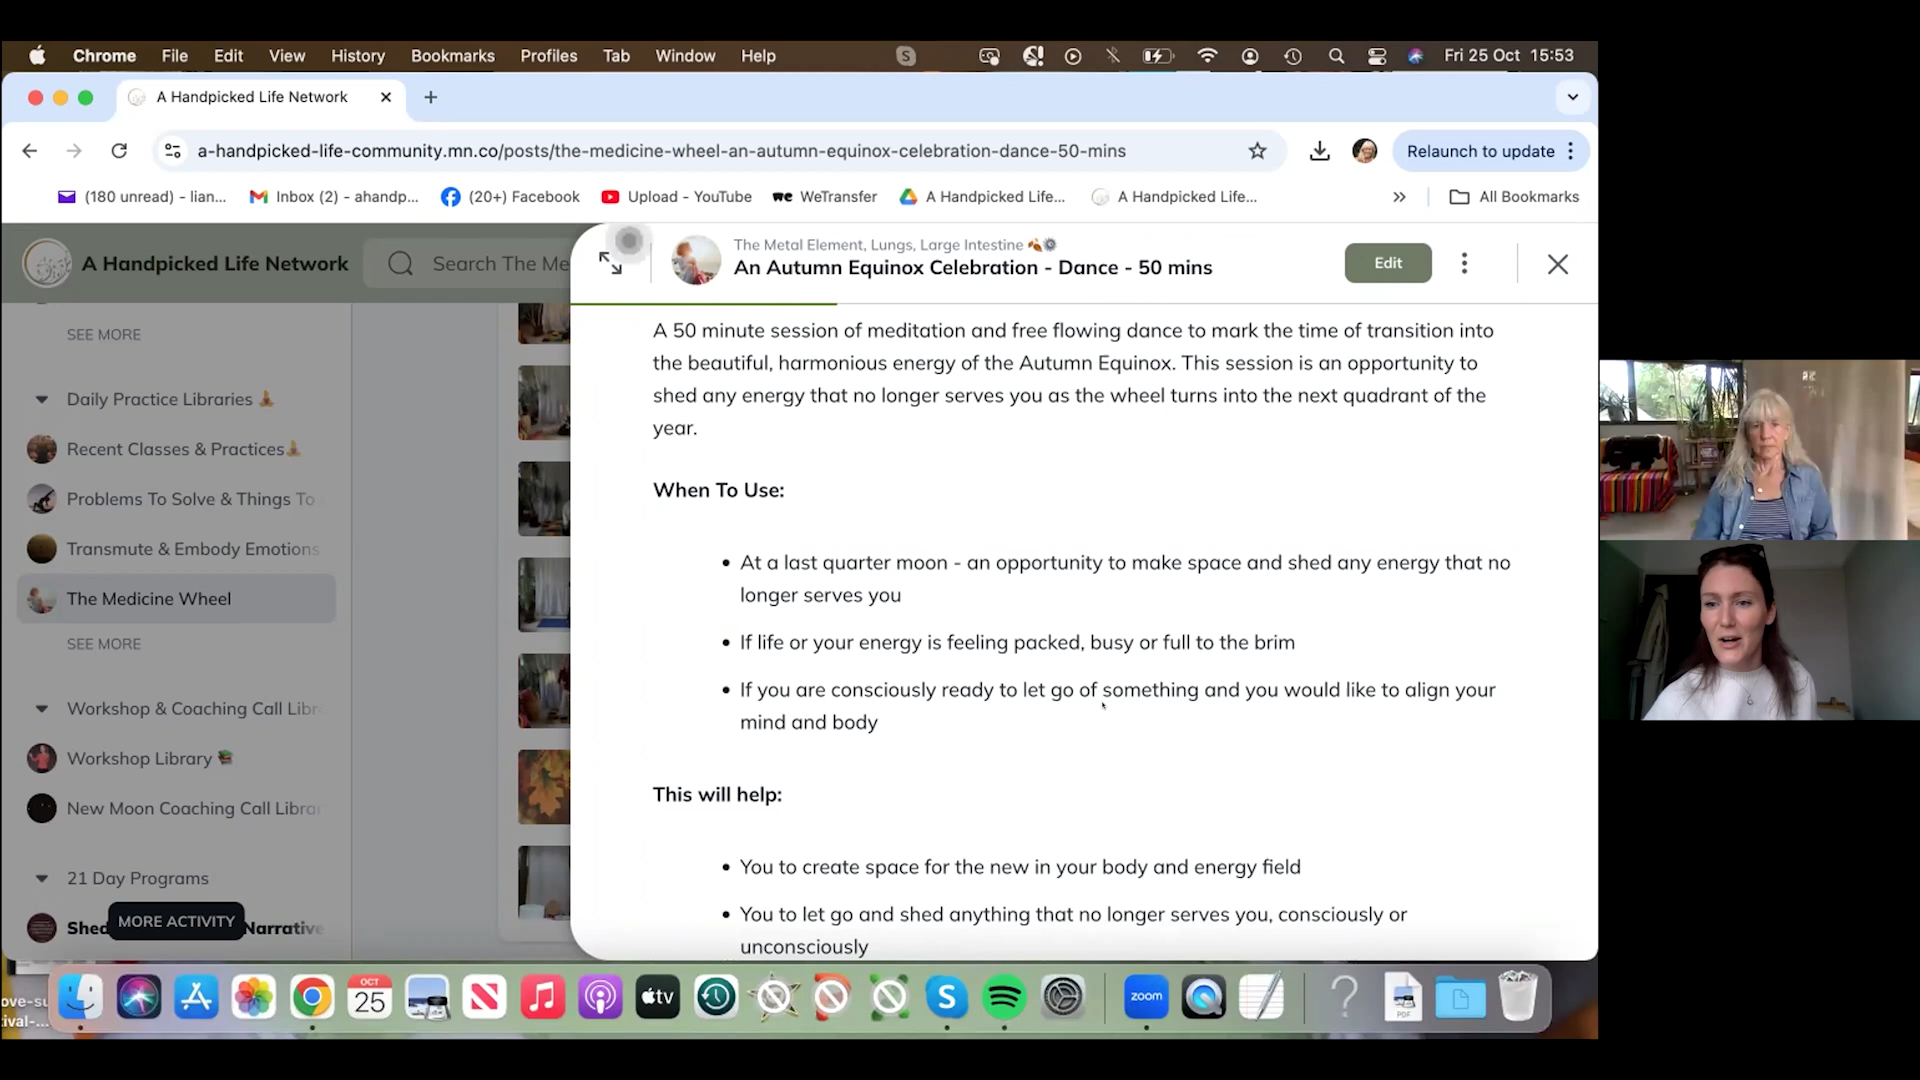 Chrome File Edit View History Bookmarks Profiles Tab Window Help Fri 25 Oct 15:53
A Handpicked Life Network
a-handpicked-life-community.mn.co/posts/the-medicine-wheel-an-autumn-equinox-celebration-dance-50-mins
Relaunch to update
(180 unread) - lian... Inbox (2) - ahandp... (20+) Facebook Upload - YouTube WeTransfer A Handpicked Life... A Handpicked Life... All Bookmarks
A Handpicked Life Network
Search The Me
The Metal Element, Lungs, Large Intestine
An Autumn Equinox Celebration - Dance - 50 mins
Edit
SEE MORE
Daily Practice Libraries
Recent Classes & Practices
Problems To Solve & Things To
Transmute & Embody Emotions
The Medicine Wheel
SEE MORE
Workshop & Coaching Call Libr
Workshop Library
New Moon Coaching Call Libra
21 Day Programs
Shed
Narrative
MORE ACTIVITY
A 50 minute session of meditation and free flowing dance to mark the time of transition into
the beautiful, harmonious energy of the Autumn Equinox. This session is an opportunity to
shed any energy that no longer serves you as the wheel turns into the next quadrant of the
year.
When To Use:
• At a last quarter moon - an opportunity to make space and shed any energy that no
longer serves you
• If life or your energy is feeling packed, busy or full to the brim
• If you are consciously ready to let go of something and you would like to align your
mind and body
This will help:
• You to create space for the new in your body and energy field
• You to let go and shed anything that no longer serves you, consciously or
unconsciously
ove-su
tival-...
OCT
25
tv
zoom
PDF